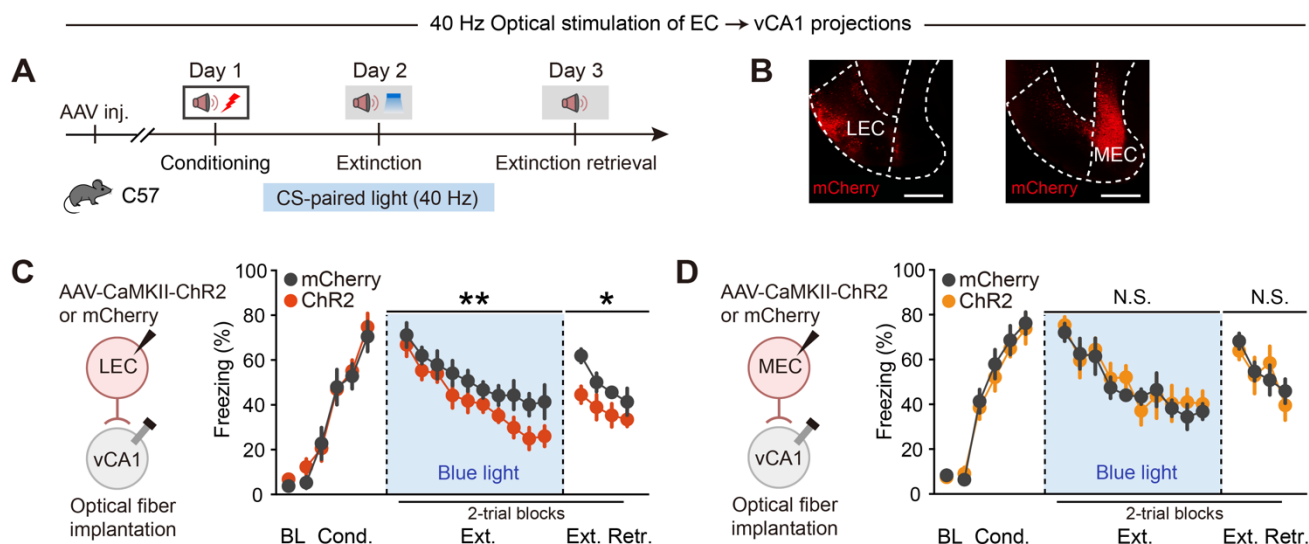 40 Hz Optical stimulation of EC → vCA1 projections
A
Day 1
Day 2
Day 3
AAV inj.
Conditioning
Extinction
Extinction retrieval
C57
CS-paired light (40 Hz)
B
LEC
mCherry
MEC
mCherry
C
AAV-CaMKII-ChR2
or mCherry
LEC
vCA1
Optical fiber
implantation
Freezing (%)
100
80
60
40
20
0
mCherry
ChR2
**
*
Blue light
2-trial blocks
BL Cond. Ext. Ext. Retr.
D
AAV-CaMKII-ChR2
or mCherry
MEC
vCA1
Optical fiber
implantation
Freezing (%)
100
80
60
40
20
0
mCherry
ChR2
N.S.
N.S.
Blue light
2-trial blocks
BL Cond. Ext. Ext. Retr.